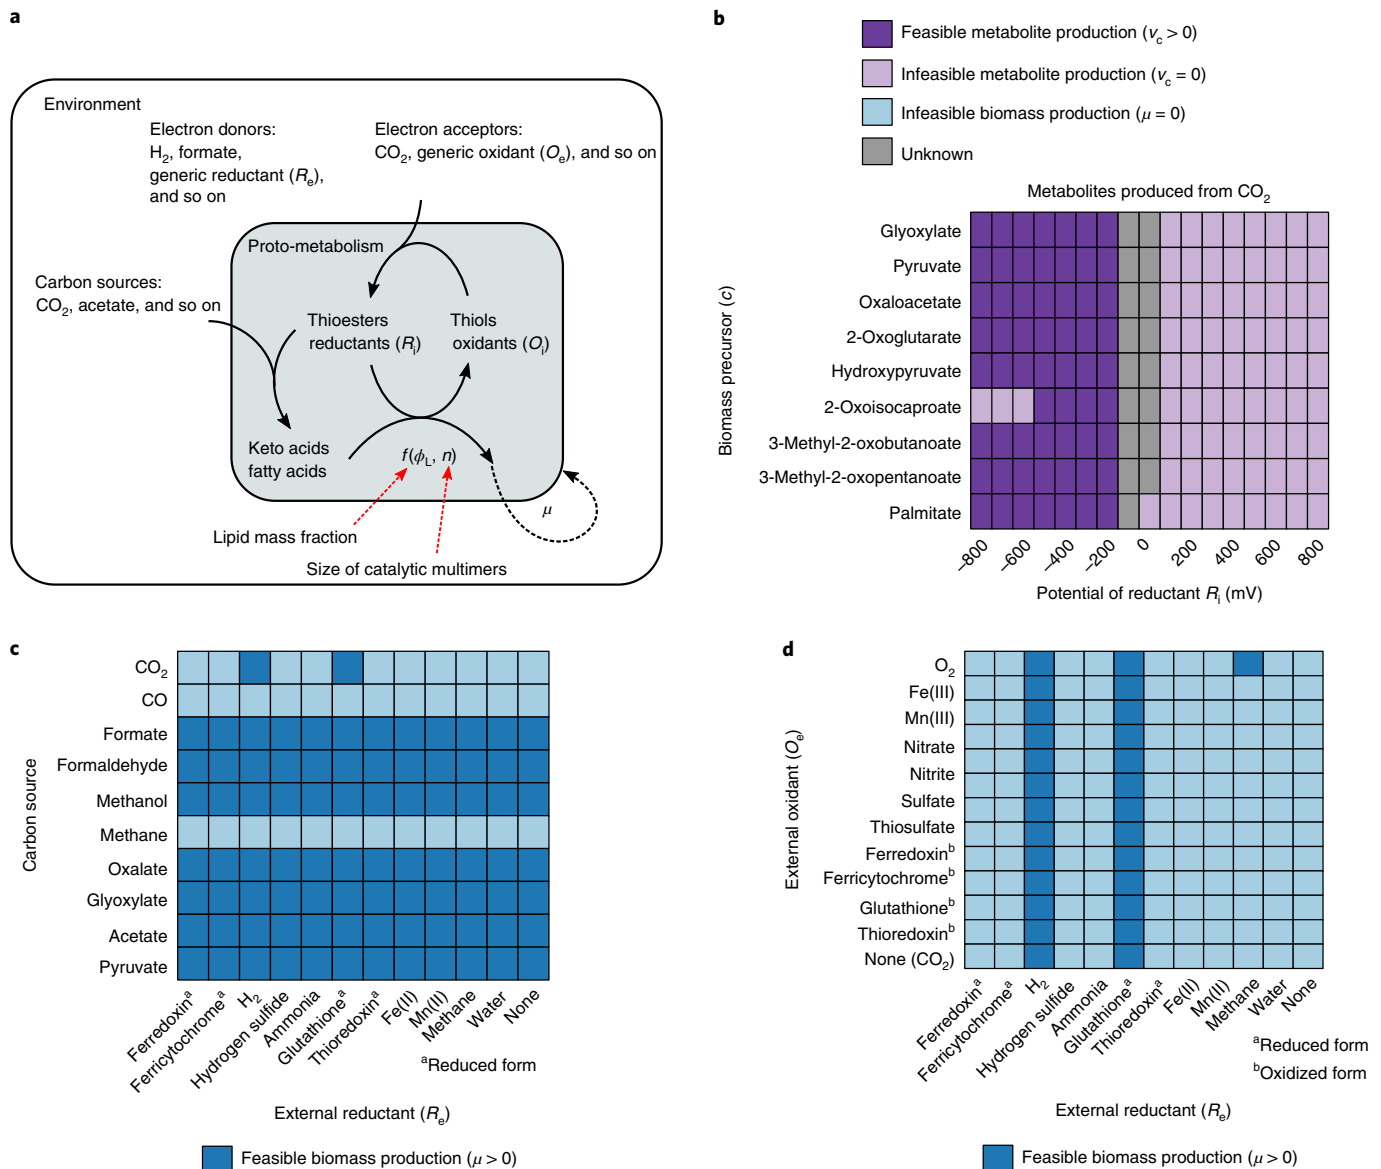 a
Environment
Electron donors:
H₂, formate,
generic reductant (Rₑ),
and so on
Electron acceptors:
CO₂, generic oxidant (Oₑ), and so on
Proto-metabolism
Carbon sources:
CO₂, acetate, and so on
Thioesters
reductants (Rᵢ)
Thiols
oxidants (Oᵢ)
Keto acids
fatty acids
f(ϕL, n)
μ
Lipid mass fraction
Size of catalytic multimers
b
Feasible metabolite production (vc > 0)
Infeasible metabolite production (vc = 0)
Infeasible biomass production (μ = 0)
Unknown
Metabolites produced from CO₂
Biomass precursor (c)
Glyoxylate
Pyruvate
Oxaloacetate
2-Oxoglutarate
Hydroxypyruvate
2-Oxoisocaproate
3-Methyl-2-oxobutanoate
3-Methyl-2-oxopentanoate
Palmitate
–800
–600
–400
–200
0
200
400
600
800
Potential of reductant Rᵢ (mV)
c
Carbon source
CO₂
CO
Formate
Formaldehyde
Methanol
Methane
Oxalate
Glyoxylate
Acetate
Pyruvate
Ferredoxinᵃ
Ferricytochromeᵃ
H₂
Hydrogen sulfide
Ammonia
Glutathioneᵃ
Thioredoxinᵃ
Fe(II)
Mn(II)
Methane
Water
None
ᵃReduced form
External reductant (Rₑ)
Feasible biomass production (μ > 0)
d
External oxidant (Oₑ)
O₂
Fe(III)
Mn(III)
Nitrate
Nitrite
Sulfate
Thiosulfate
Ferredoxinᵇ
Ferricytochromeᵇ
Glutathioneᵇ
Thioredoxinᵇ
None (CO₂)
Ferredoxinᵃ
Ferricytochromeᵃ
H₂
Hydrogen sulfide
Ammonia
Glutathioneᵃ
Thioredoxinᵃ
Fe(II)
Mn(II)
Methane
Water
None
ᵃReduced form
ᵇOxidized form
External reductant (Rₑ)
Feasible biomass production (μ > 0)